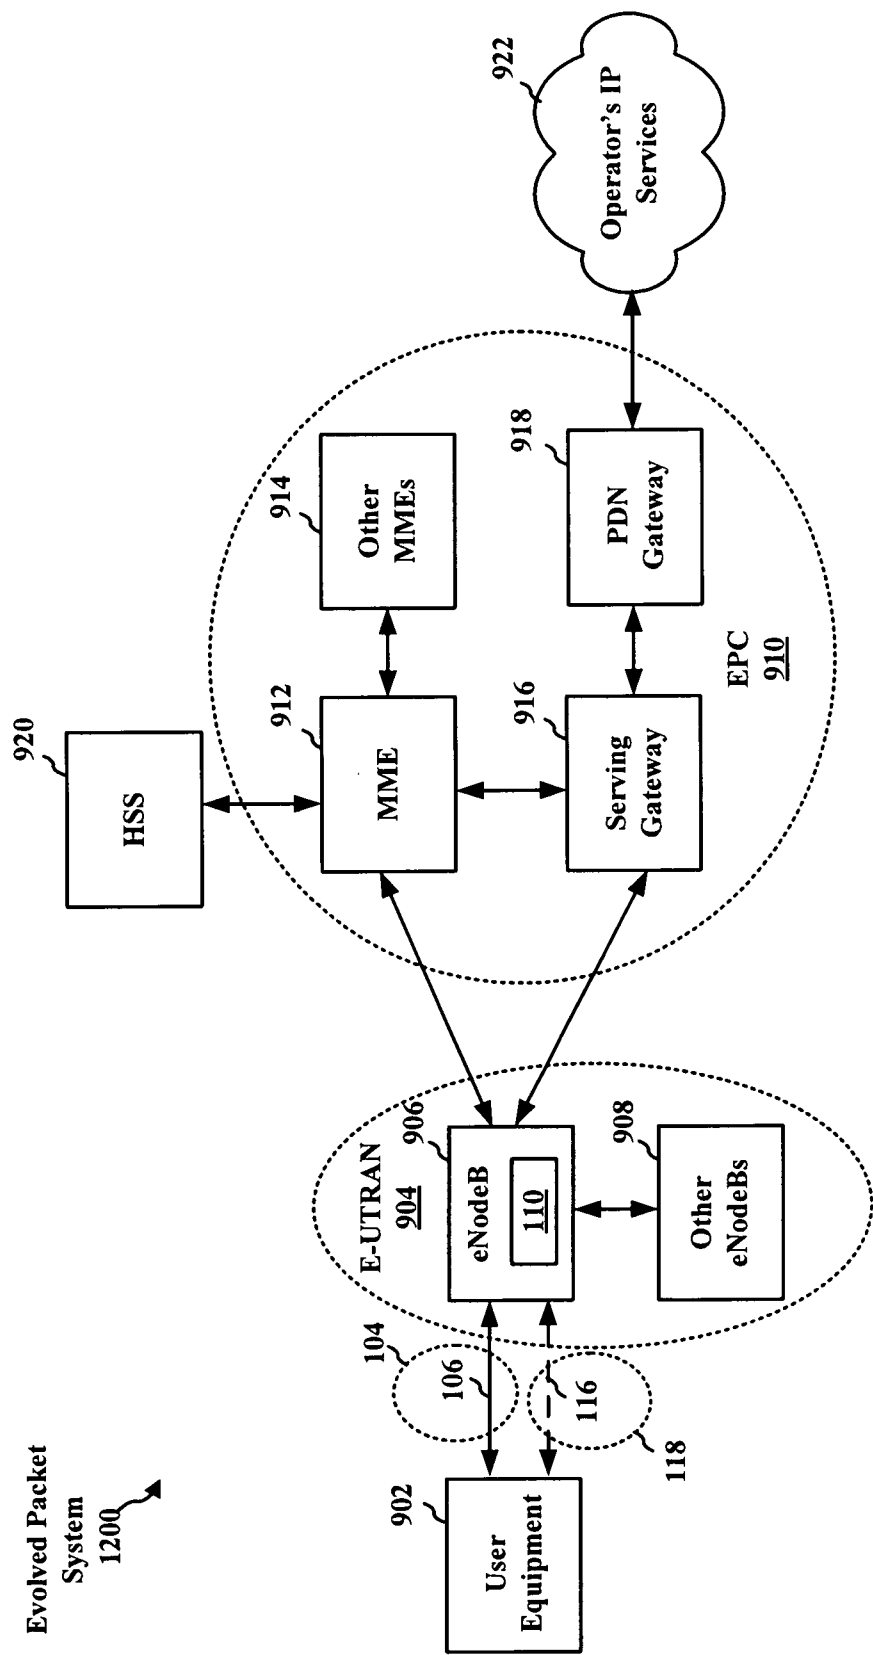 Evolved Packet
System
1200
902
User
Equipment
104
106
116
118
E-UTRAN
904
906
eNodeB
110
908
Other
eNodeBs
920
HSS
912
MME
914
Other
MMEs
916
Serving
Gateway
918
PDN
Gateway
EPC
910
922
Operator's IP
Services